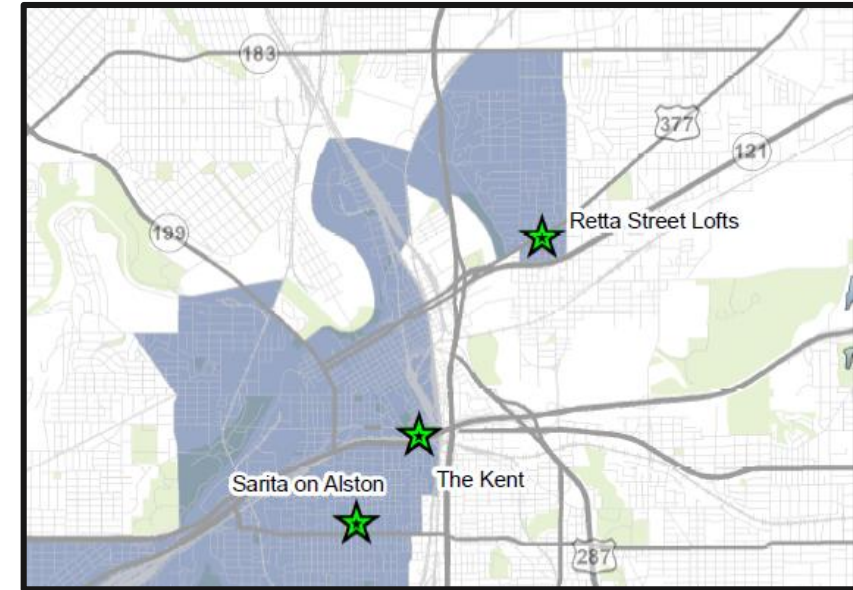 183
377
121
199
Retta Street Lofts
The Kent
Sarita on Alston
287